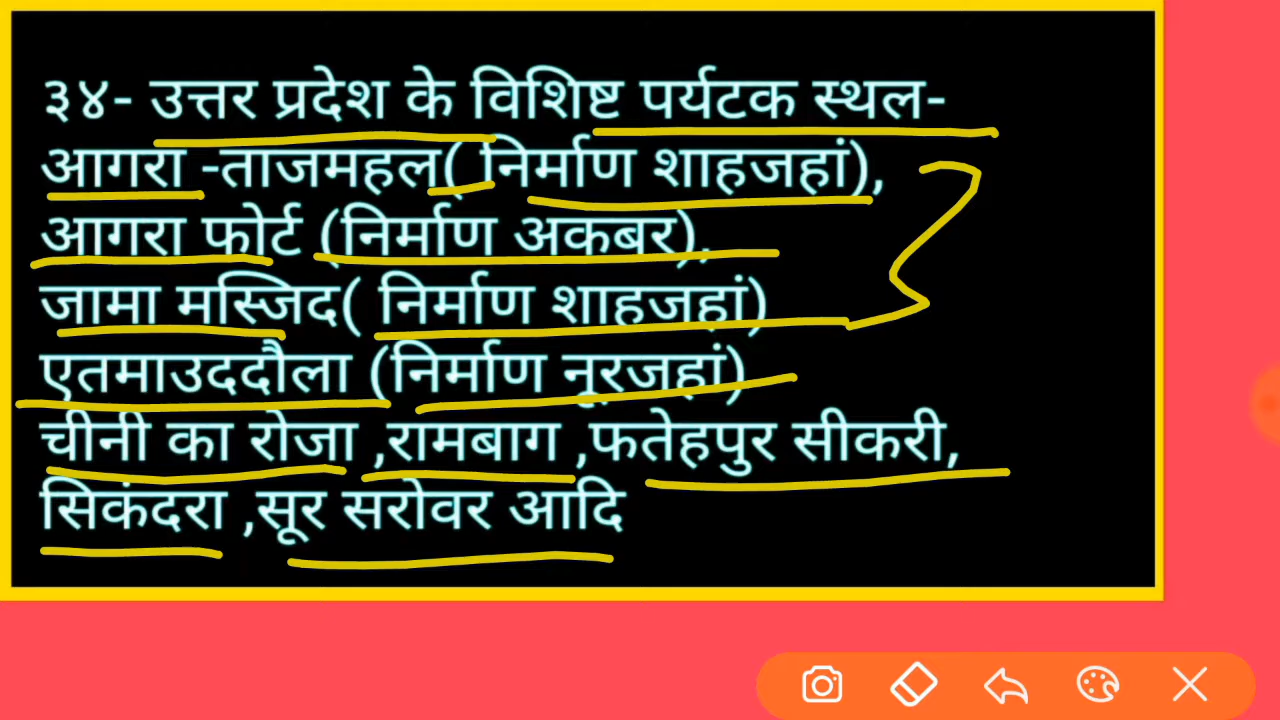 ३४- उत्तर प्रदेश के विशिष्ट पर्यटक स्थल-
आगरा -ताजमहल( निर्माण शाहजहां),
आगरा फोर्ट (निर्माण अकबर),
जामा मस्जिद( निर्माण शाहजहां)
एतमाउददौला (निर्माण नूरजहां)
चीनी का रोजा ,रामबाग ,फतेहपुर सीकरी,
सिकंदरा ,सूर सरोवर आदि